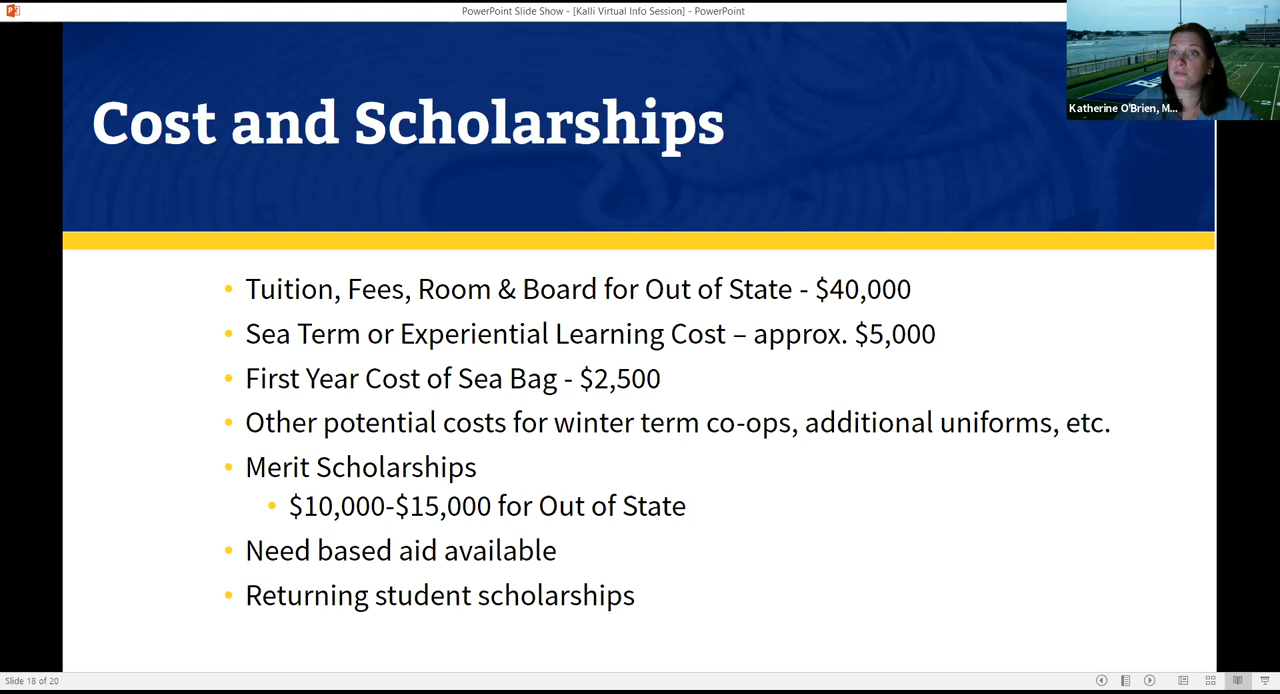 PowerPoint Slide Show - [Kalli Virtual Info Session] - PowerPoint
Katherine O'Brien, M...
Cost and Scholarships
• Tuition, Fees, Room & Board for Out of State - $40,000
• Sea Term or Experiential Learning Cost – approx. $5,000
• First Year Cost of Sea Bag - $2,500
• Other potential costs for winter term co-ops, additional uniforms, etc.
• Merit Scholarships
• $10,000-$15,000 for Out of State
• Need based aid available
• Returning student scholarships
Slide 18 of 20